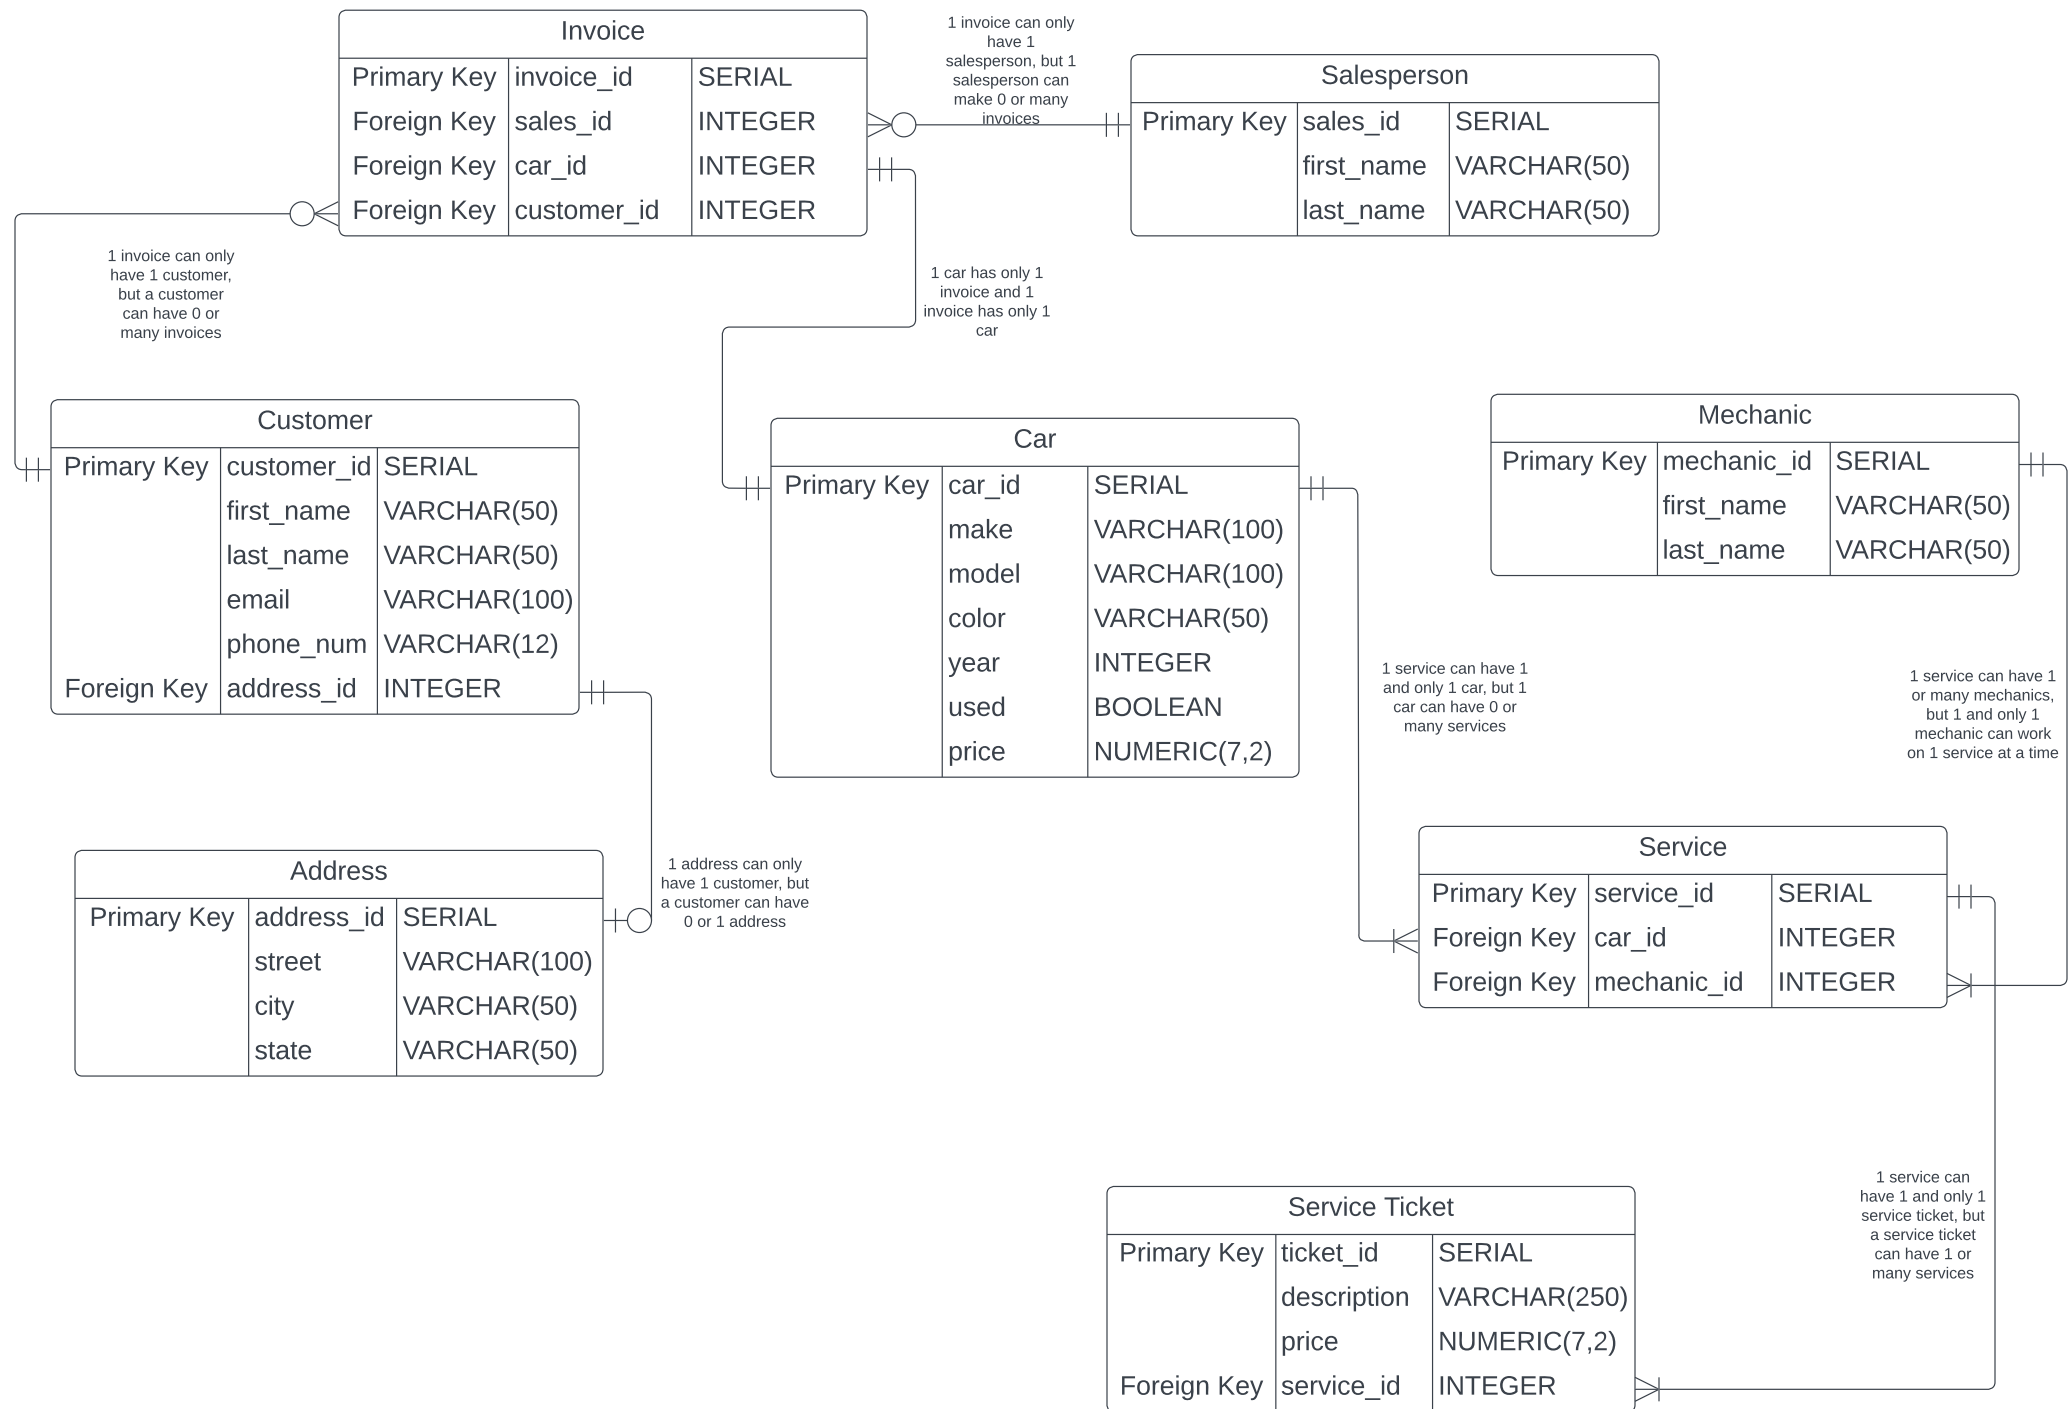 Invoice
Primary Key invoice_id SERIAL
Foreign Key sales_id INTEGER
Foreign Key car_id INTEGER
Foreign Key customer_id INTEGER
1 invoice can only
have 1
salesperson, but 1
salesperson can
make 0 or many
invoices
Salesperson
Primary Key sales_id SERIAL
first_name VARCHAR(50)
last_name VARCHAR(50)
1 invoice can only
have 1 customer,
but a customer
can have 0 or
many invoices
1 car has only 1
invoice and 1
invoice has only 1
car
Customer
Primary Key customer_id SERIAL
first_name VARCHAR(50)
last_name VARCHAR(50)
email VARCHAR(100)
phone_num VARCHAR(12)
Foreign Key address_id INTEGER
Car
Primary Key car_id SERIAL
make VARCHAR(100)
model VARCHAR(100)
color VARCHAR(50)
year INTEGER
used BOOLEAN
price NUMERIC(7,2)
Mechanic
Primary Key mechanic_id SERIAL
first_name VARCHAR(50)
last_name VARCHAR(50)
1 service can have 1
and only 1 car, but 1
car can have 0 or
many services
1 service can have 1
or many mechanics,
but 1 and only 1
mechanic can work
on 1 service at a time
Address
Primary Key address_id SERIAL
street VARCHAR(100)
city VARCHAR(50)
state VARCHAR(50)
1 address can only
have 1 customer, but
a customer can have
0 or 1 address
Service
Primary Key service_id SERIAL
Foreign Key car_id INTEGER
Foreign Key mechanic_id INTEGER
1 service can
have 1 and only 1
service ticket, but
a service ticket
can have 1 or
many services
Service Ticket
Primary Key ticket_id SERIAL
description VARCHAR(250)
price NUMERIC(7,2)
Foreign Key service_id INTEGER